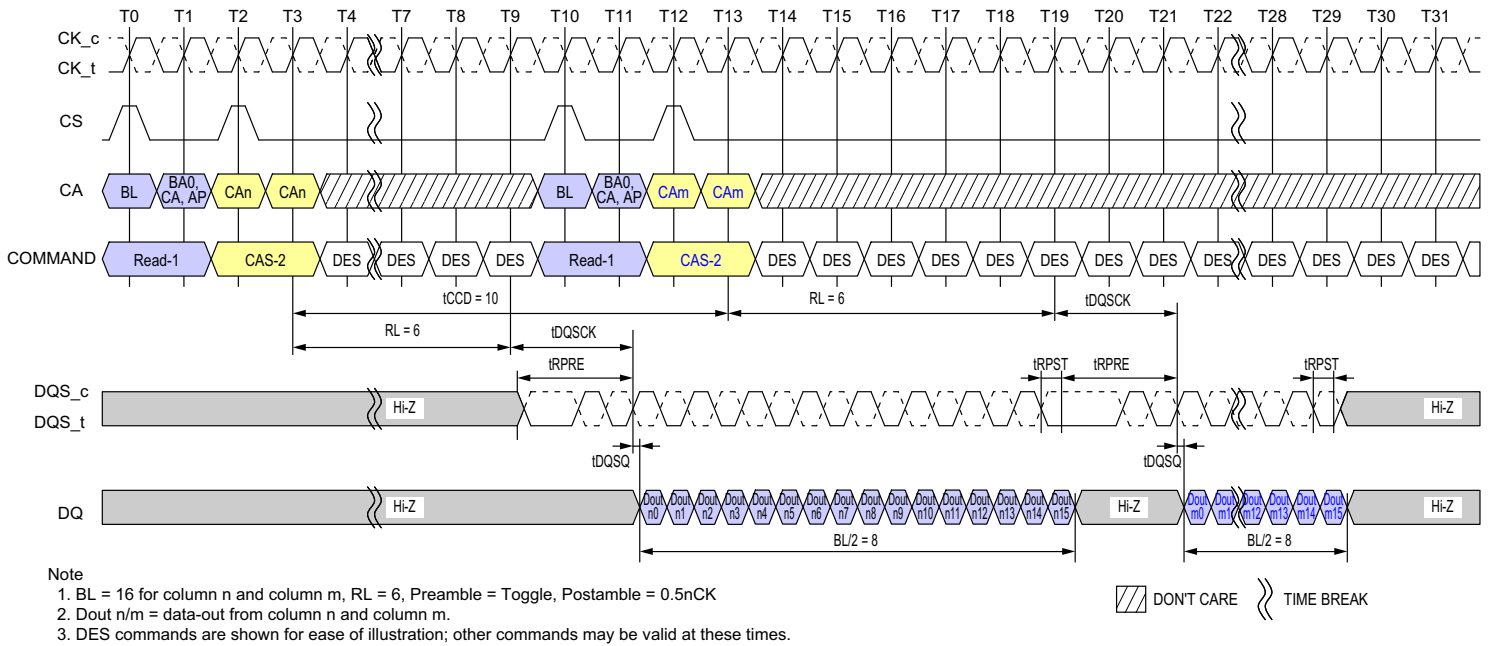 T0 T1 T2 T3 T4 T7 T8 T9 T10 T11 T12 T13 T14 T15 T16 T17 T18 T19 T20 T21 T22 T28 T29 T30 T31
CK_c
CK_t
CS
CA BL BA0, CA, AP CAn CAn BL BA0, CA, AP CAm CAm
COMMAND Read-1 CAS-2 DES DES DES DES Read-1 CAS-2 DES DES DES DES DES DES DES DES DES DES DES DES DES
tCCD = 10 RL = 6 tDQSCK
RL = 6 tDQSCK
tRPRE tRPST tRPRE tRPST
DQS_c
DQS_t
Hi-Z Hi-Z
tDQSQ tDQSQ
DQ Hi-Z Dout n0 Dout n1 Dout n2 Dout n3 Dout n4 Dout n5 Dout n6 Dout n7 Dout n8 Dout n9 Dout n10 Dout n11 Dout n12 Dout n13 Dout n14 Dout n15 Hi-Z Dout m0 Dout m1 Dout m12 Dout m13 Dout m14 Dout m15 Hi-Z
BL/2 = 8 BL/2 = 8
Note
1. BL = 16 for column n and column m, RL = 6, Preamble = Toggle, Postamble = 0.5nCK
2. Dout n/m = data-out from column n and column m.
3. DES commands are shown for ease of illustration; other commands may be valid at these times.
DON'T CARE TIME BREAK